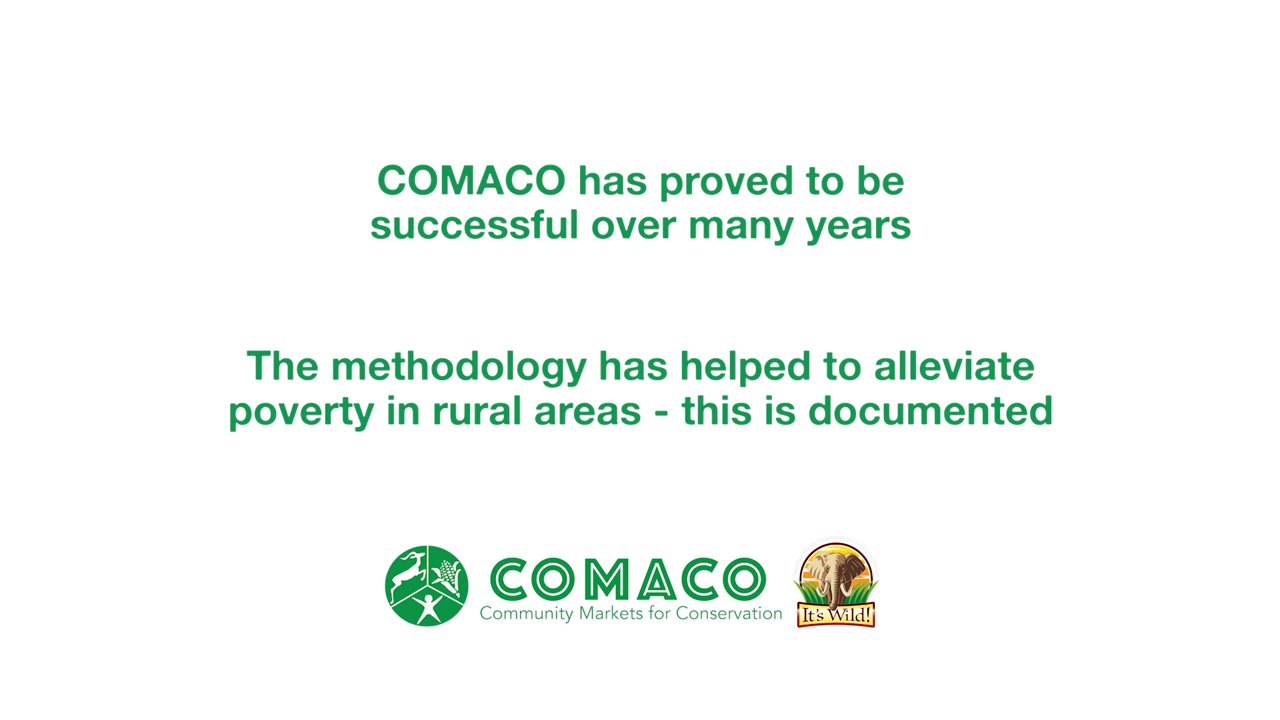 COMACO has proved to be
successful over many years
The methodology has helped to alleviate
poverty in rural areas - this is documented
COMACO
Community Markets for Conservation
It's Wild!